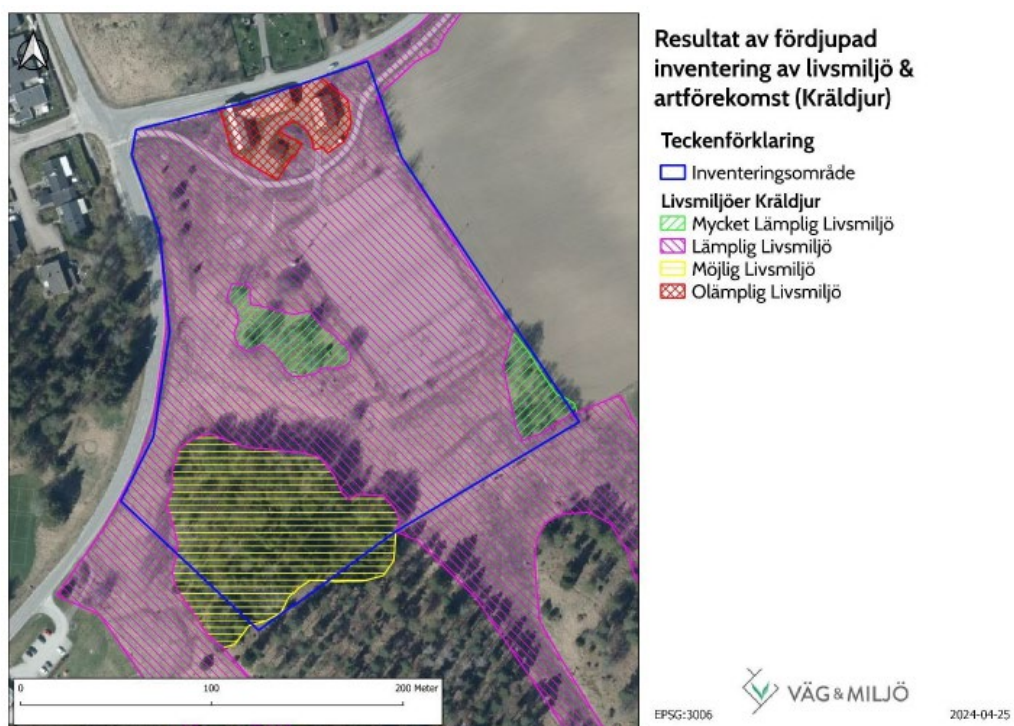 Resultat av fördjupad
inventering av livsmiljö &
artförekomst (Kräldjur)
Teckenförklaring
Inventeringsområde
Livsmiljöer Kräldjur
Mycket Lämplig Livsmiljö
Lämplig Livsmiljö
Möjlig Livsmiljö
Olämplig Livsmiljö
0 100 200 Meter
VÄG & MILJÖ
EPSG:3006 2024-04-25